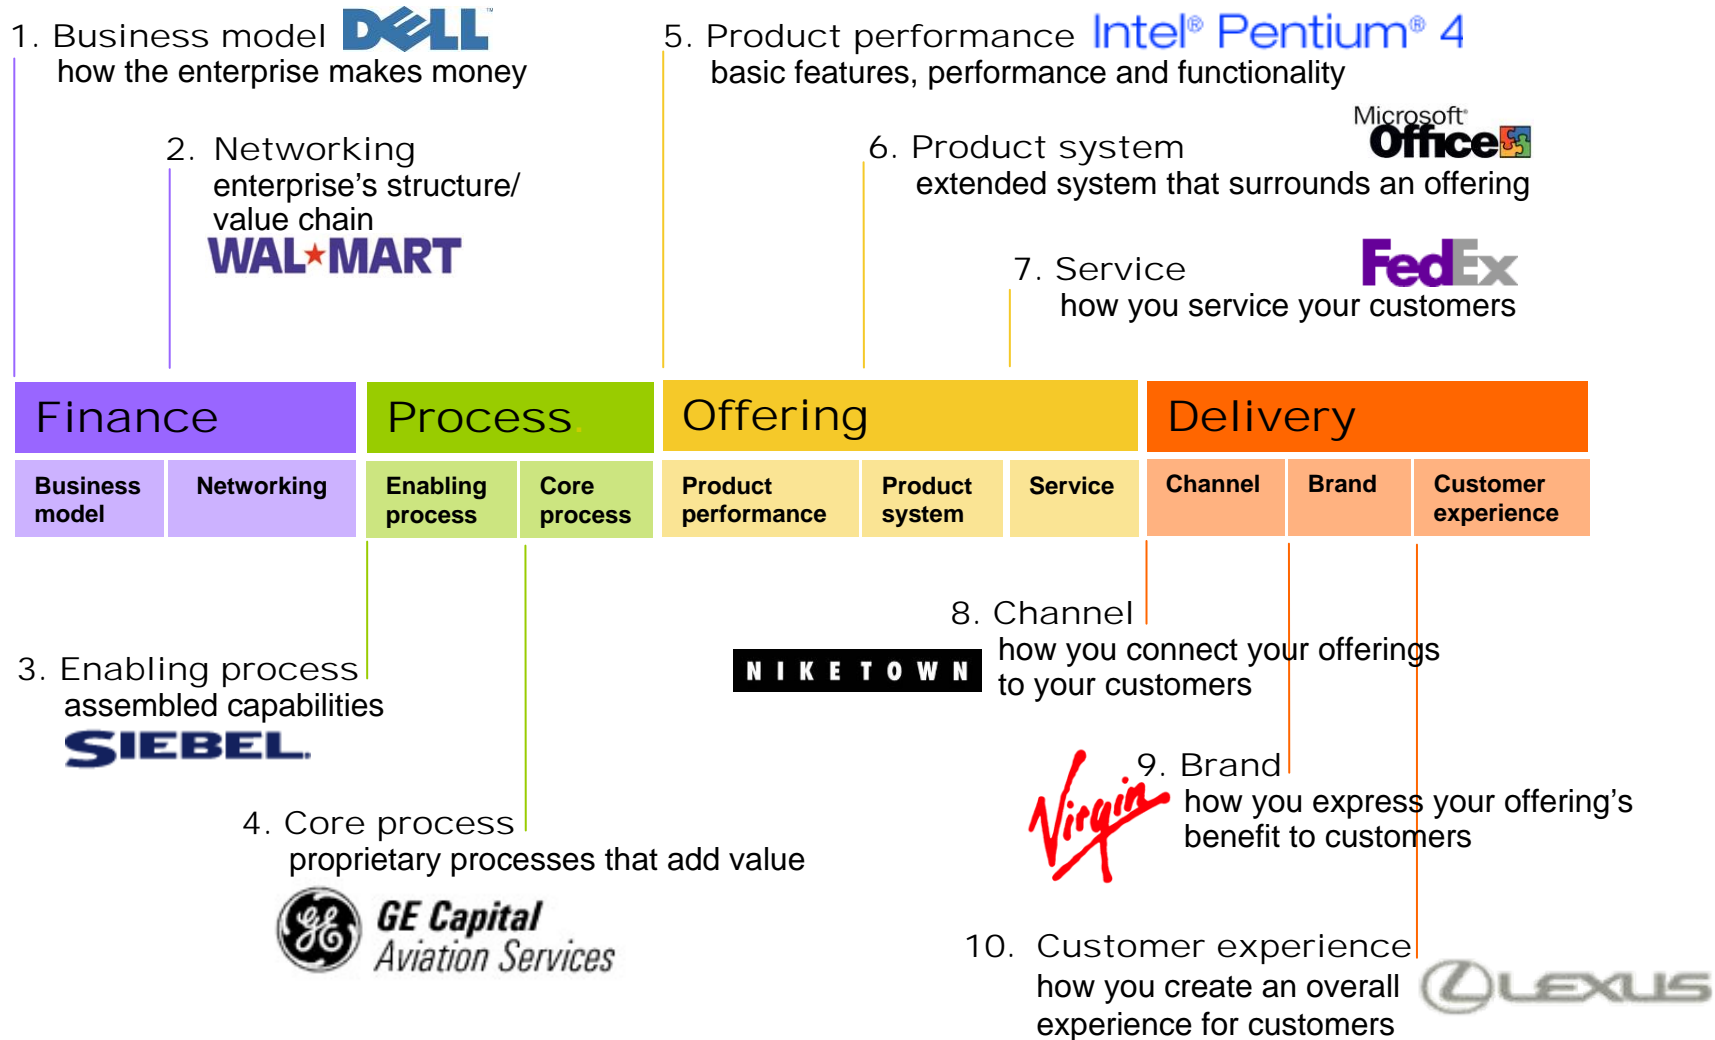 1. Business model DELL™
how the enterprise makes money
2. Networking
enterprise's structure/
value chain
WAL★MART
5. Product performance Intel® Pentium® 4
basic features, performance and functionality
Microsoft®
Office
6. Product system
extended system that surrounds an offering
7. Service
FedEx
how you service your customers
Finance
Process.
Offering
Delivery
Business
model
Networking
Enabling
process
Core
process
Product
performance
Product
system
Service
Channel
Brand
Customer
experience
3. Enabling process
assembled capabilities
SIEBEL.
4. Core process
proprietary processes that add value
GE
GE Capital
Aviation Services
8. Channel
how you connect your offerings
to your customers
NIKETOWN
9. Brand
how you express your offering's
benefit to customers
Virgin
10. Customer experience
how you create an overall
experience for customers
LEXUS